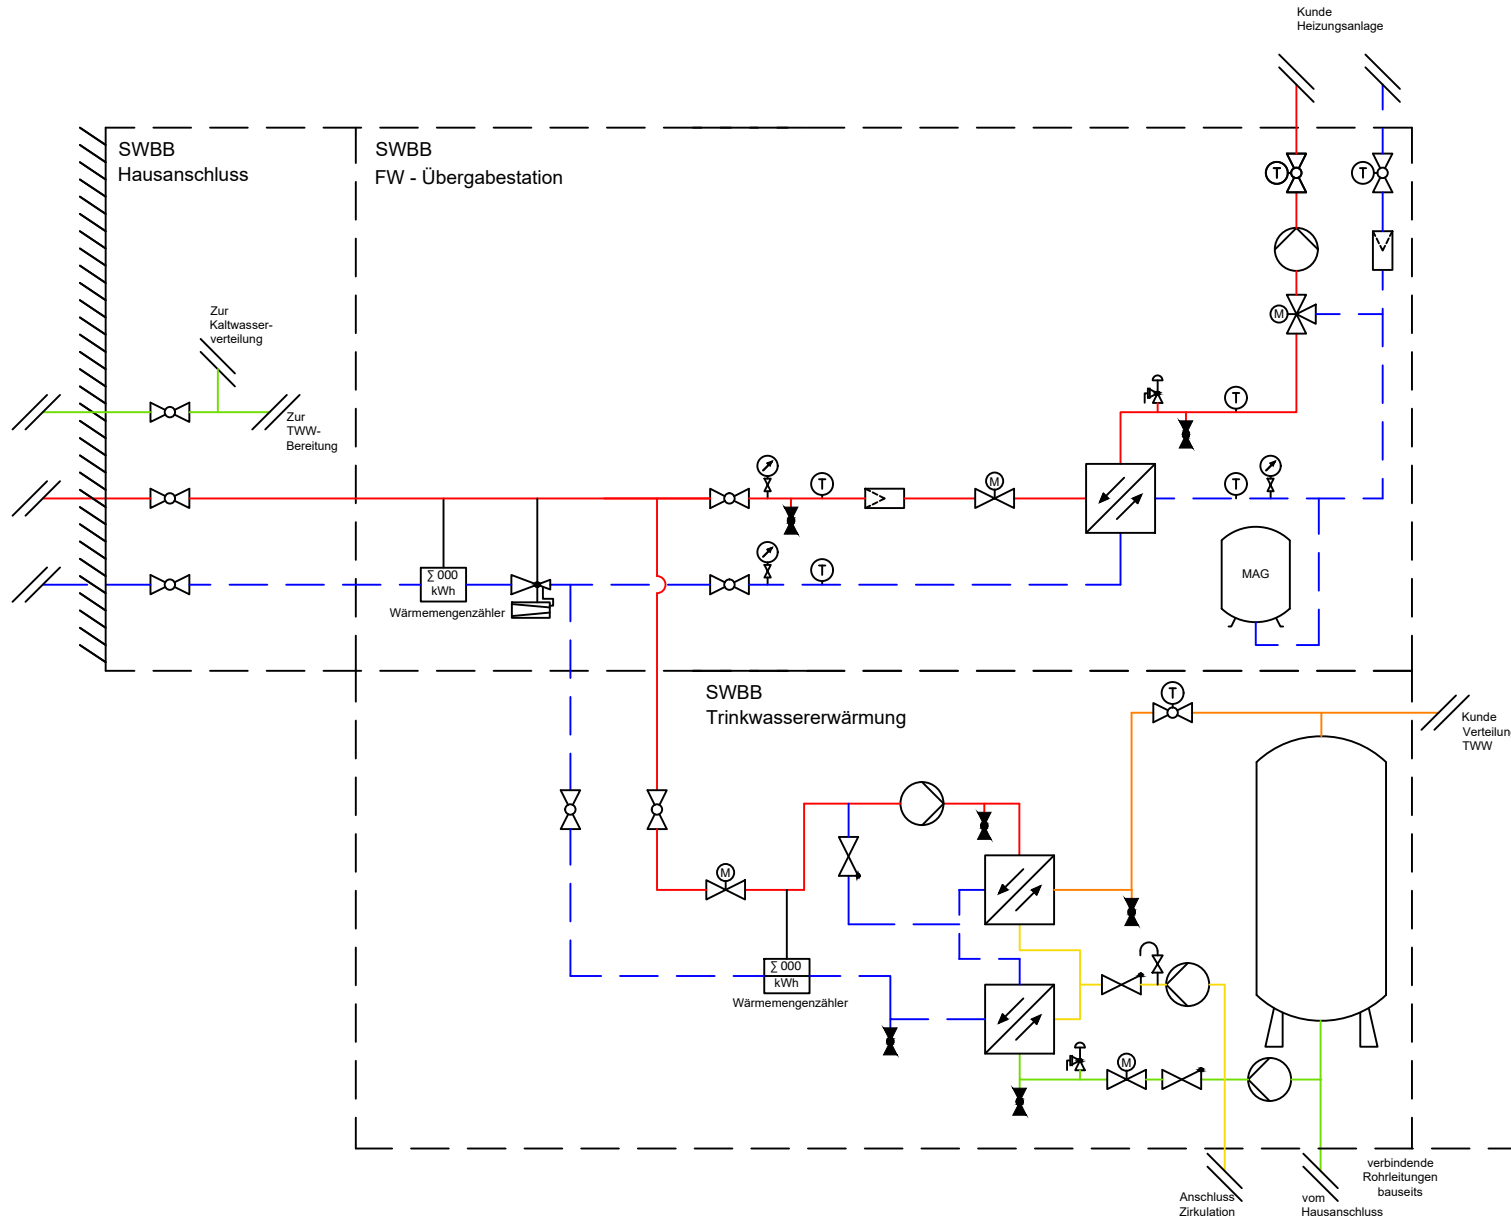 Kunde
Heizungsanlage
SWBB
Hausanschluss
SWBB
FW - Übergabestation
T
T
M
Zur
Kaltwasser-
verteilung
Zur
TWW-
Bereitung
T
T
M
T
T
MAG
∑ 000
kWh
Wärmemengenzähler
SWBB
Trinkwassererwärmung
T
Kunde
Verteilun
TWW
M
∑ 000
kWh
Wärmemengenzähler
M
Anschluss
Zirkulation
vom
Hausanschluss
verbindende
Rohrleitungen
bauseits